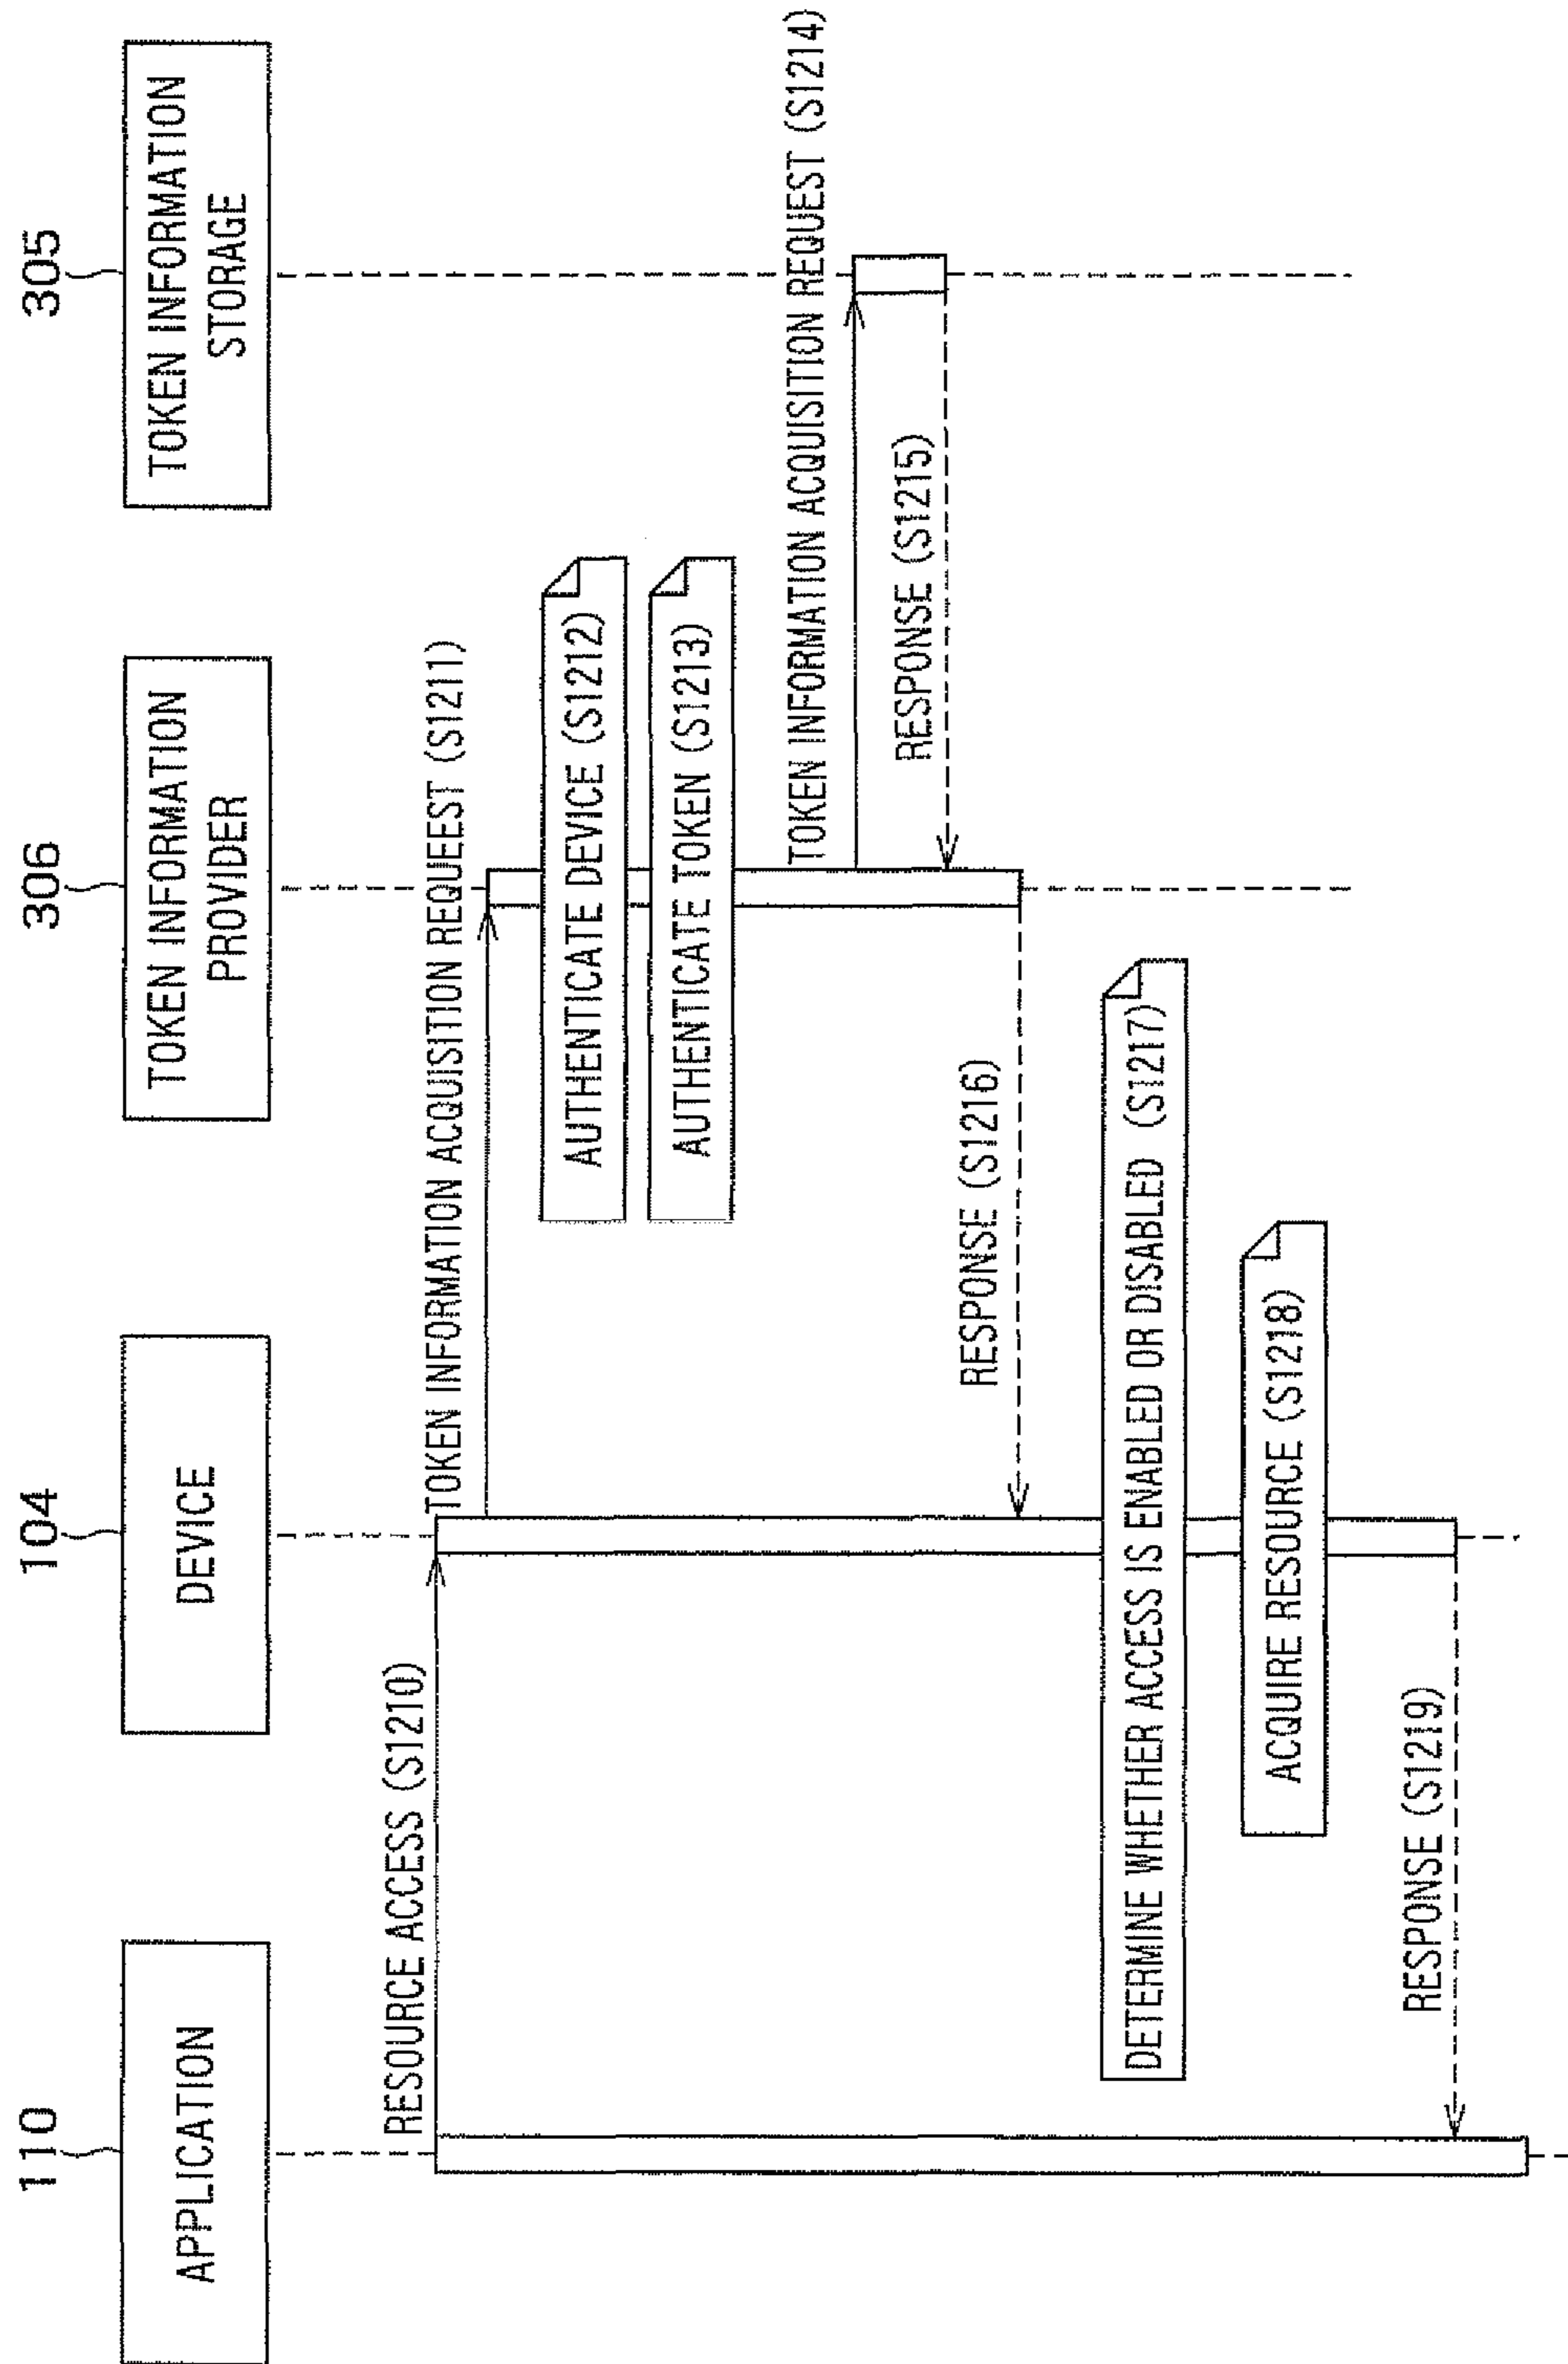 110
104
306
305
APPLICATION
DEVICE
TOKEN INFORMATION
PROVIDER
TOKEN INFORMATION
STORAGE
RESOURCE ACCESS (S1210)
TOKEN INFORMATION ACQUISITION REQUEEST (S1211)
AUTHENTICATE DEVICE (S1212)
AUTHENTICATE TOKEN (S1213)
TOKEN INFORMATION ACQUISITION REQUEST (S1214)
RESPONSE (S1215)
RESPONSE (S1216)
DETERMINE WHETHER ACCESS IS ENABLED OR DISABLED (S1217)
ACQUIRE RESOURCE (S1218)
RESPONSE (S1219)